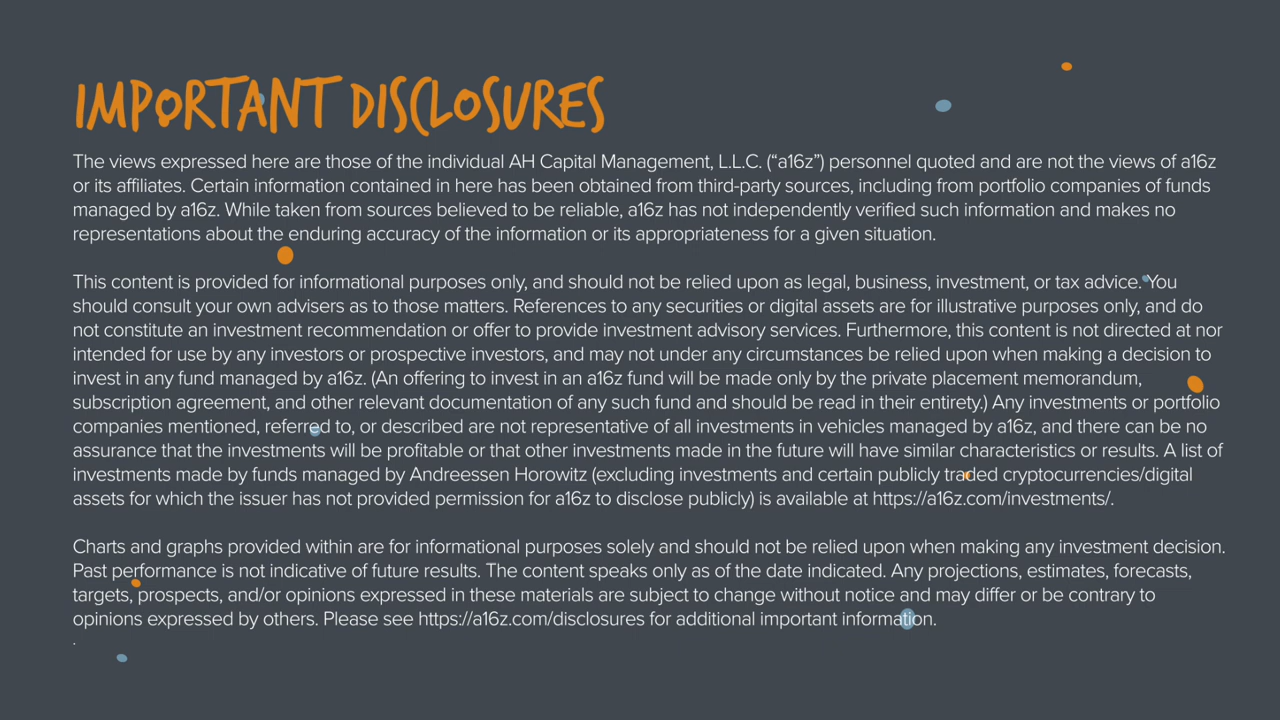 IMPORTANT DISCLOSURES
The views expressed here are those of the individual AH Capital Management, L.L.C. (“a16z”) personnel quoted and are not the views of a16z
or its affiliates. Certain information contained in here has been obtained from third-party sources, including from portfolio companies of funds
managed by a16z. While taken from sources believed to be reliable, a16z has not independently verified such information and makes no
representations about the enduring accuracy of the information or its appropriateness for a given situation.
This content is provided for informational purposes only, and should not be relied upon as legal, business, investment, or tax advice. You
should consult your own advisers as to those matters. References to any securities or digital assets are for illustrative purposes only, and do
not constitute an investment recommendation or offer to provide investment advisory services. Furthermore, this content is not directed at nor
intended for use by any investors or prospective investors, and may not under any circumstances be relied upon when making a decision to
invest in any fund managed by a16z. (An offering to invest in an a16z fund will be made only by the private placement memorandum,
subscription agreement, and other relevant documentation of any such fund and should be read in their entirety.) Any investments or portfolio
companies mentioned, referred to, or described are not representative of all investments in vehicles managed by a16z, and there can be no
assurance that the investments will be profitable or that other investments made in the future will have similar characteristics or results. A list of
investments made by funds managed by Andreessen Horowitz (excluding investments and certain publicly traded cryptocurrencies/digital
assets for which the issuer has not provided permission for a16z to disclose publicly) is available at https://a16z.com/investments/.
Charts and graphs provided within are for informational purposes solely and should not be relied upon when making any investment decision.
Past performance is not indicative of future results. The content speaks only as of the date indicated. Any projections, estimates, forecasts,
targets, prospects, and/or opinions expressed in these materials are subject to change without notice and may differ or be contrary to
opinions expressed by others. Please see https://a16z.com/disclosures for additional important information.
.